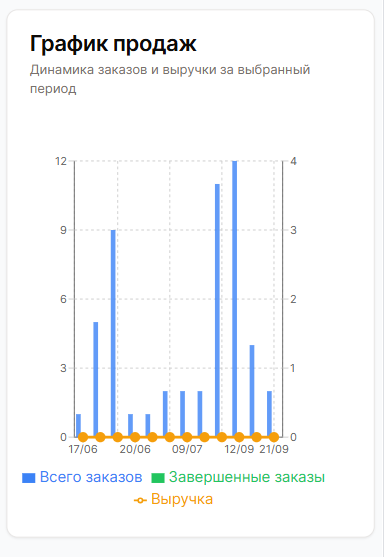 График продаж
Динамика заказов и выручки за выбранный
период
12 4
9 3
6 2
3 1
0 0
17/06 20/06 09/07 12/09 21/09
Всего заказов Завершенные заказы
Выручка